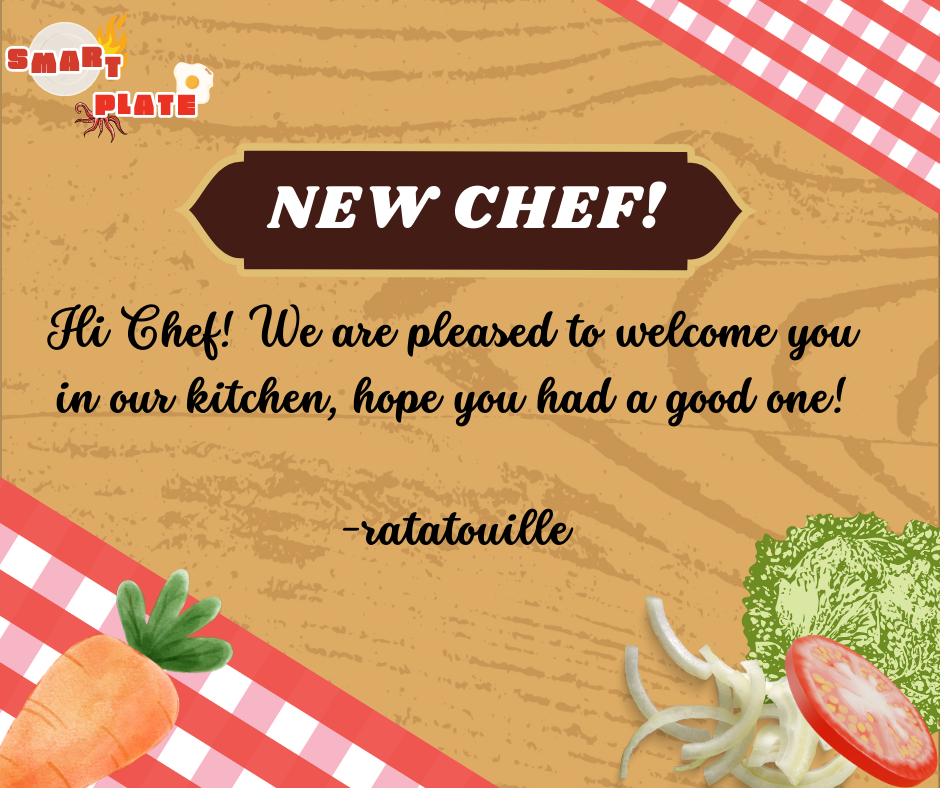 SMART
PLATE
NEW CHEF!
Hi Chef! We are pleased to welcome you
in our kitchen, hope you had a good one!
-ratatouille